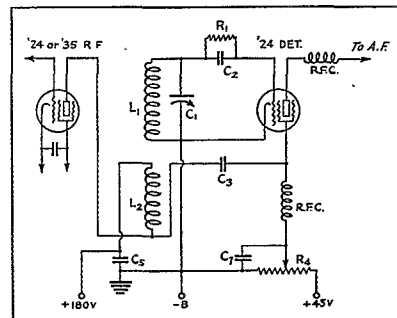 '24 or '35 R F
R1
'24 DET.
To A.F.
R.F.C.
C2
L1
C1
C3
L2
R.F.C.
C5
C7
R4
+180V
-B
+45V